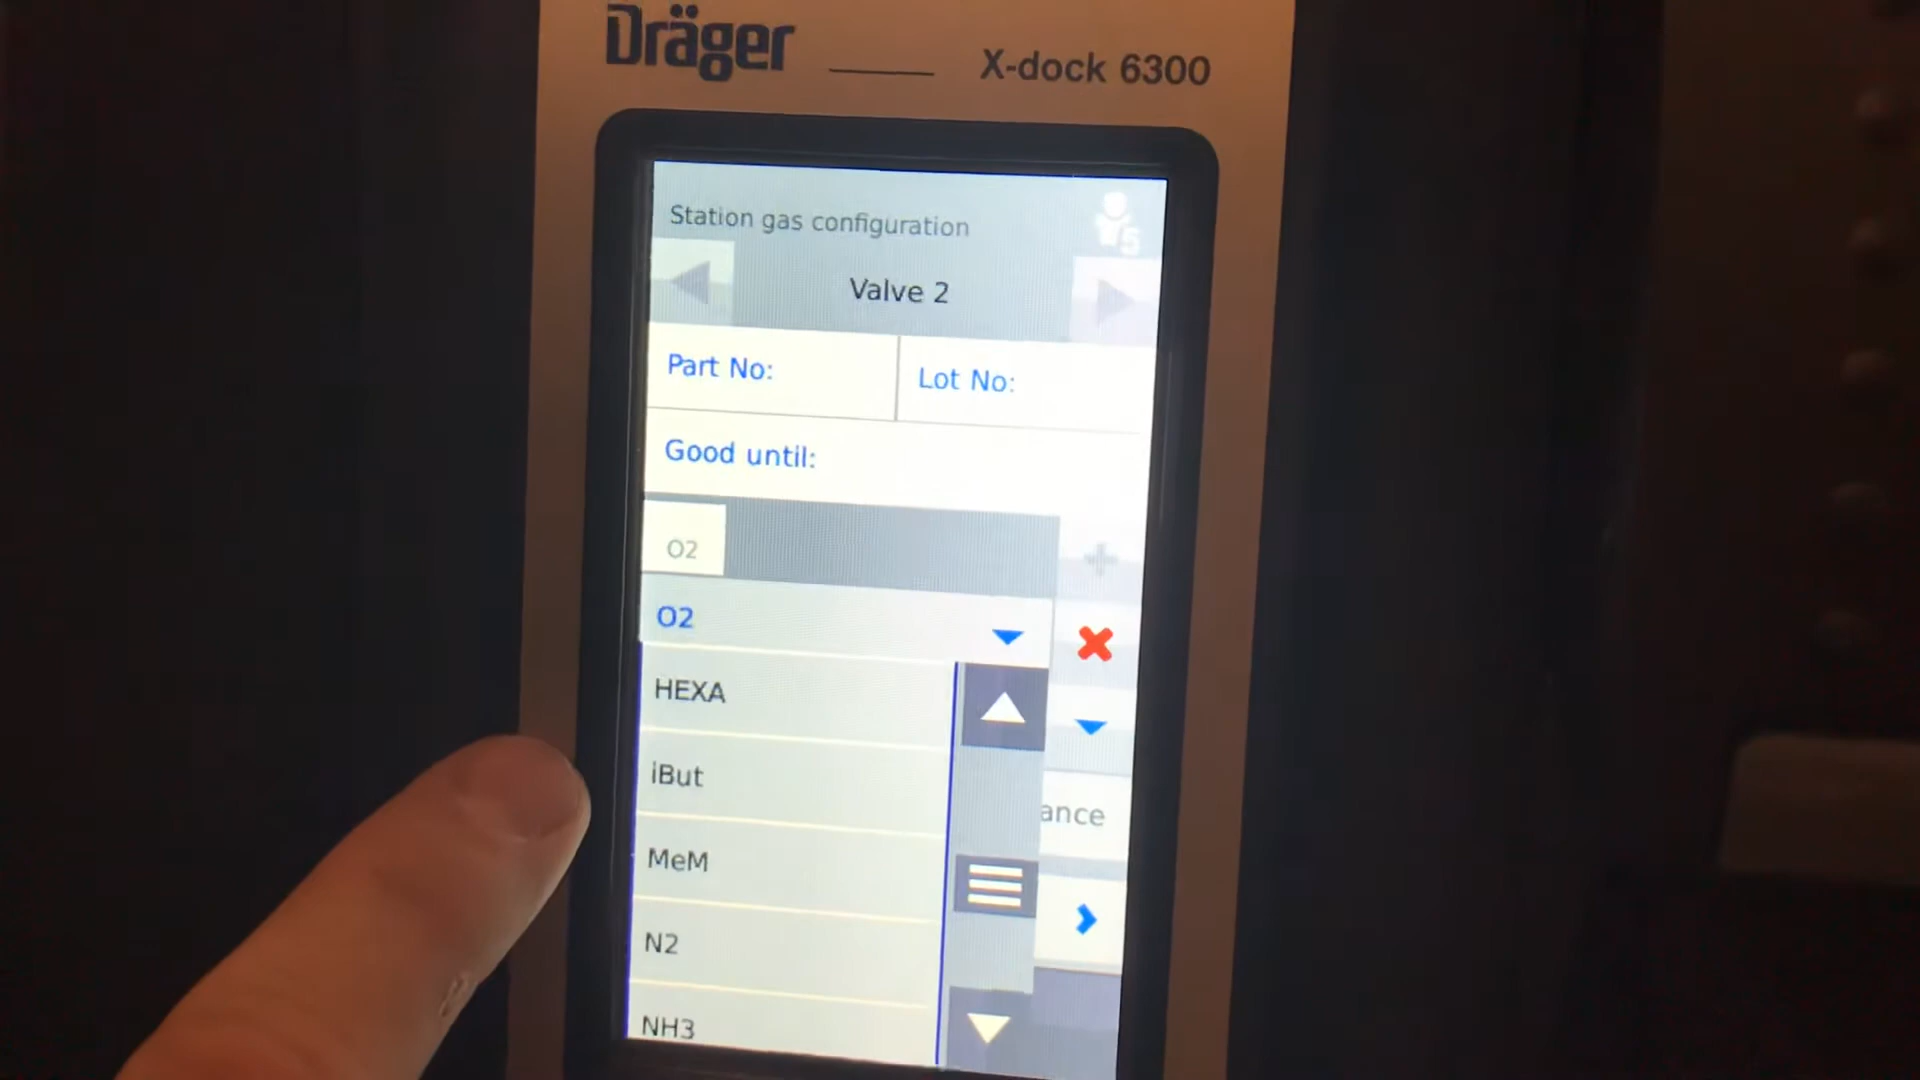 Dräger
X-dock 6300
Station gas configuration
5
Valve 2
Part No:
Lot No:
Good until:
O2
O2
HEXA
iBut
MeM
ance
N2
NH3